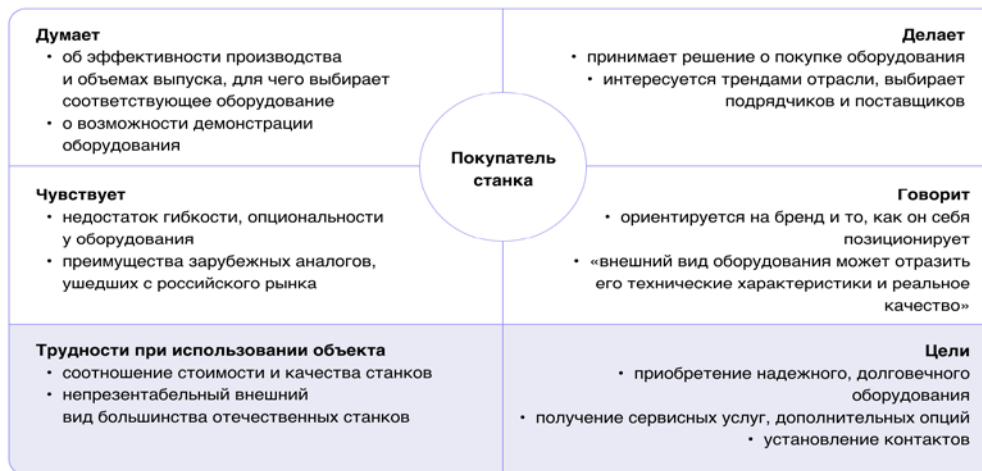 Думает
• об эффективности производства
и объемах выпуска, для чего выбирает
соответствующее оборудование
• о возможности демонстрации
оборудования
Делает
• принимает решение о покупке оборудования
• интересуется трендами отрасли, выбирает
подрядчиков и поставщиков
Покупатель
станка
Чувствует
• недостаток гибкости, опциональности
у оборудования
• преимущества зарубежных аналогов,
ушедших с российского рынка
Говорит
• ориентируется на бренд и то, как он себя
позиционирует
• «внешний вид оборудования может отразить
его технические характеристики и реальное
качество»
Трудности при использовании объекта
• соотношение стоимости и качества станков
• непрезентабельный внешний
вид большинства отечественных станков
Цели
• приобретение надежного, долговечного
оборудования
• получение сервисных услуг, дополнительных опций
• установление контактов